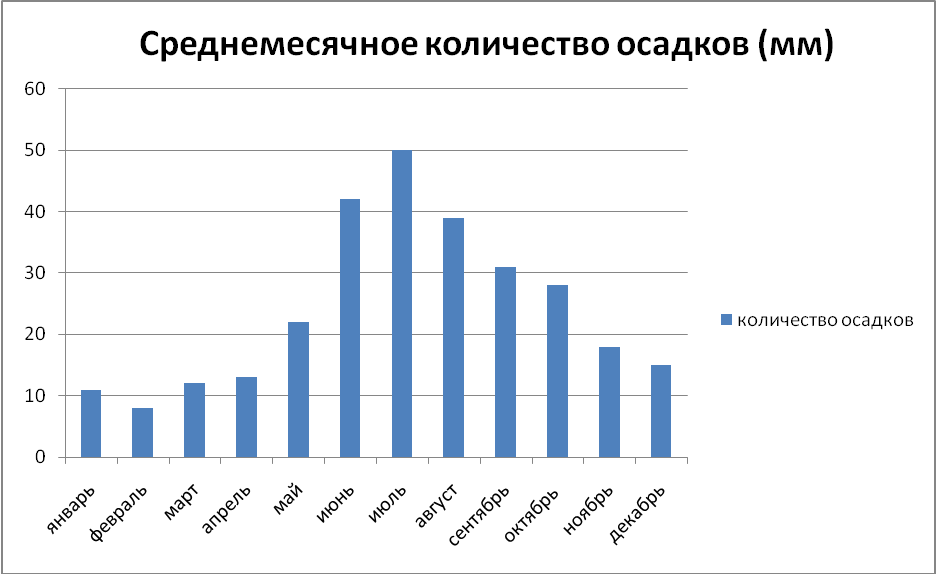 Среднемесячное количество осадков (мм)
60
50
40
30
20
10
0
январь
февраль
март
апрель
май
июнь
июль
август
сентябрь
октябрь
ноябрь
декабрь
количество осадков